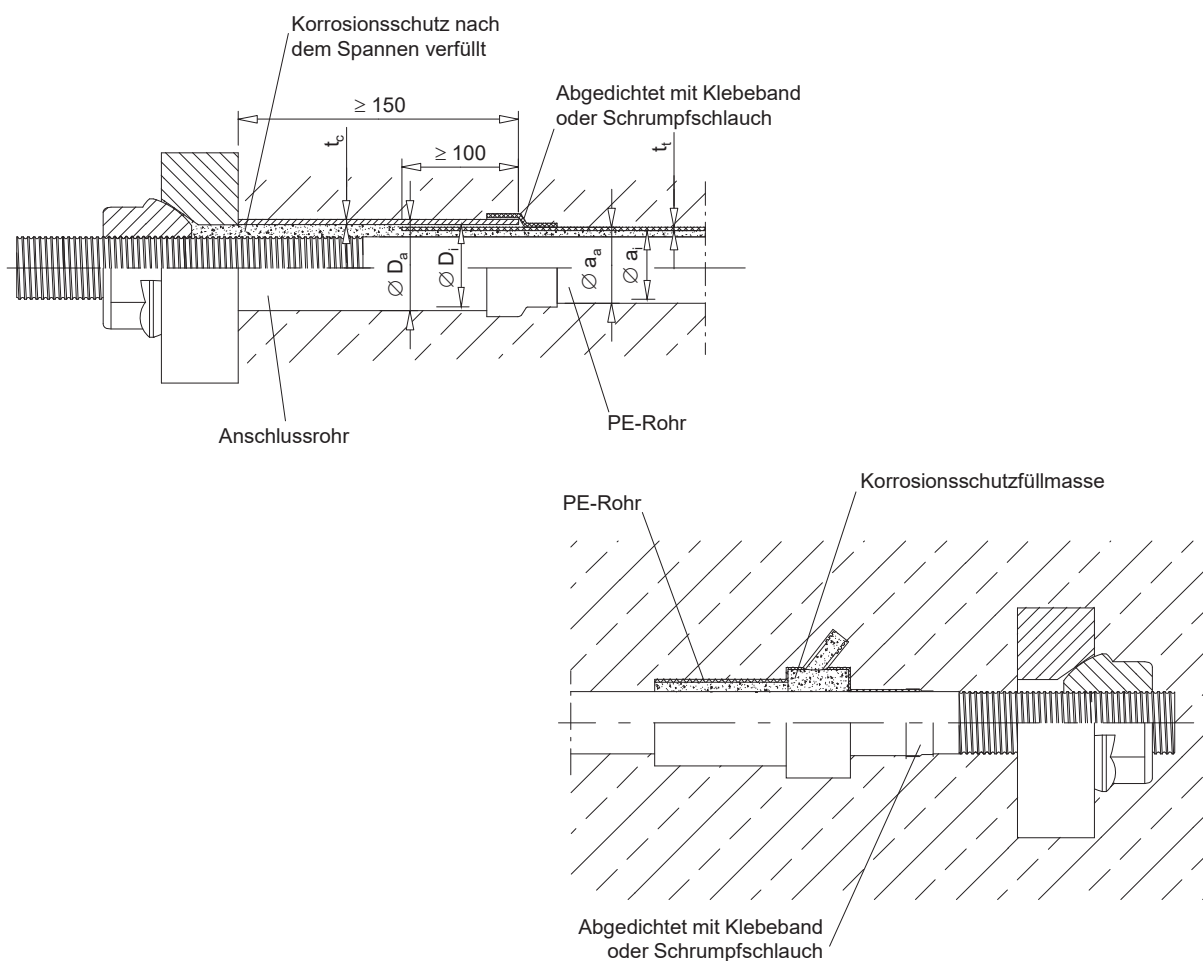 Korrosionsschutz nach
dem Spannen verfüllt
Abgedichtet mit Klebeband
oder Schrumpfschlauch
≥ 150
≥ 100
t_c
t_t
Ø D_a
Ø D_i
Ø a_a
Ø a_i
Anschlussrohr
PE-Rohr
Korrosionsschutzfüllmasse
PE-Rohr
Abgedichtet mit Klebeband
oder Schrumpfschlauch